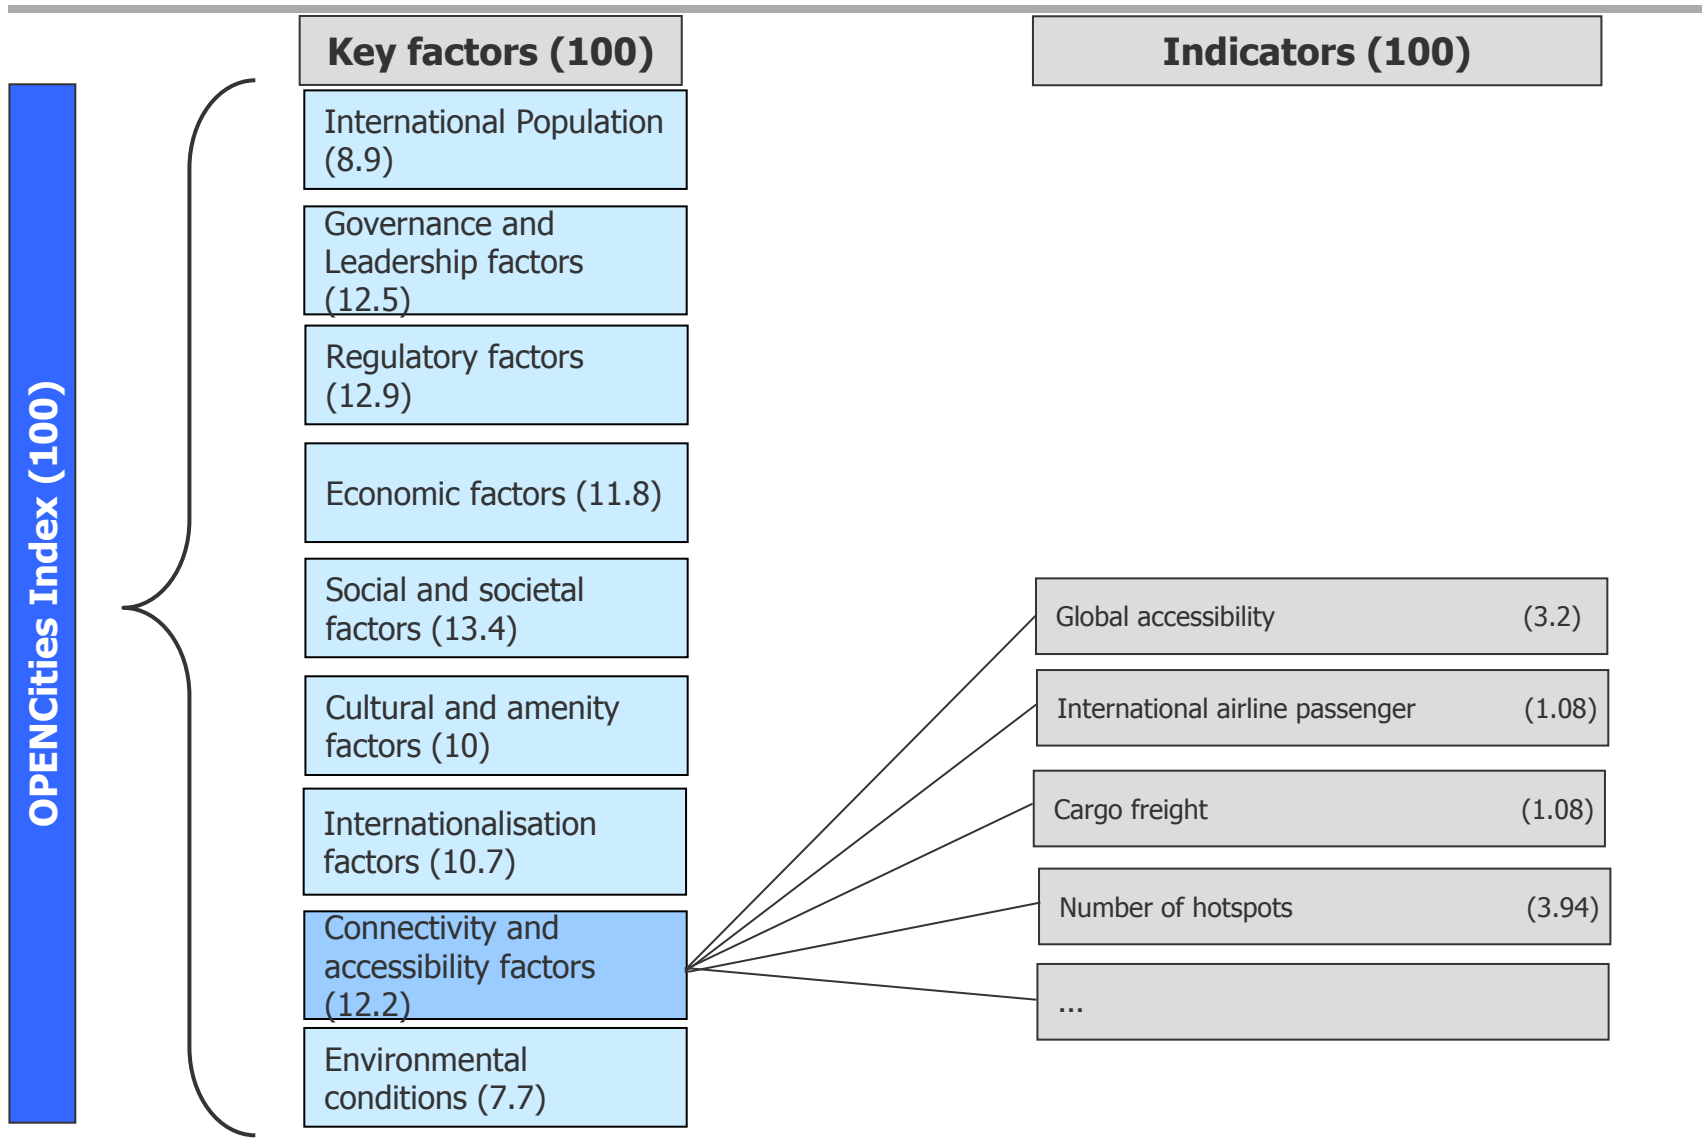 Key factors (100)
Indicators (100)
OPENCities Index (100)
International Population
(8.9)
Governance and
Leadership factors
(12.5)
Regulatory factors
(12.9)
Economic factors (11.8)
Social and societal
factors (13.4)
Cultural and amenity
factors (10)
Internationalisation
factors (10.7)
Connectivity and
accessibility factors
(12.2)
Environmental
conditions (7.7)
Global accessibility (3.2)
International airline passenger (1.08)
Cargo freight (1.08)
Number of hotspots (3.94)
...